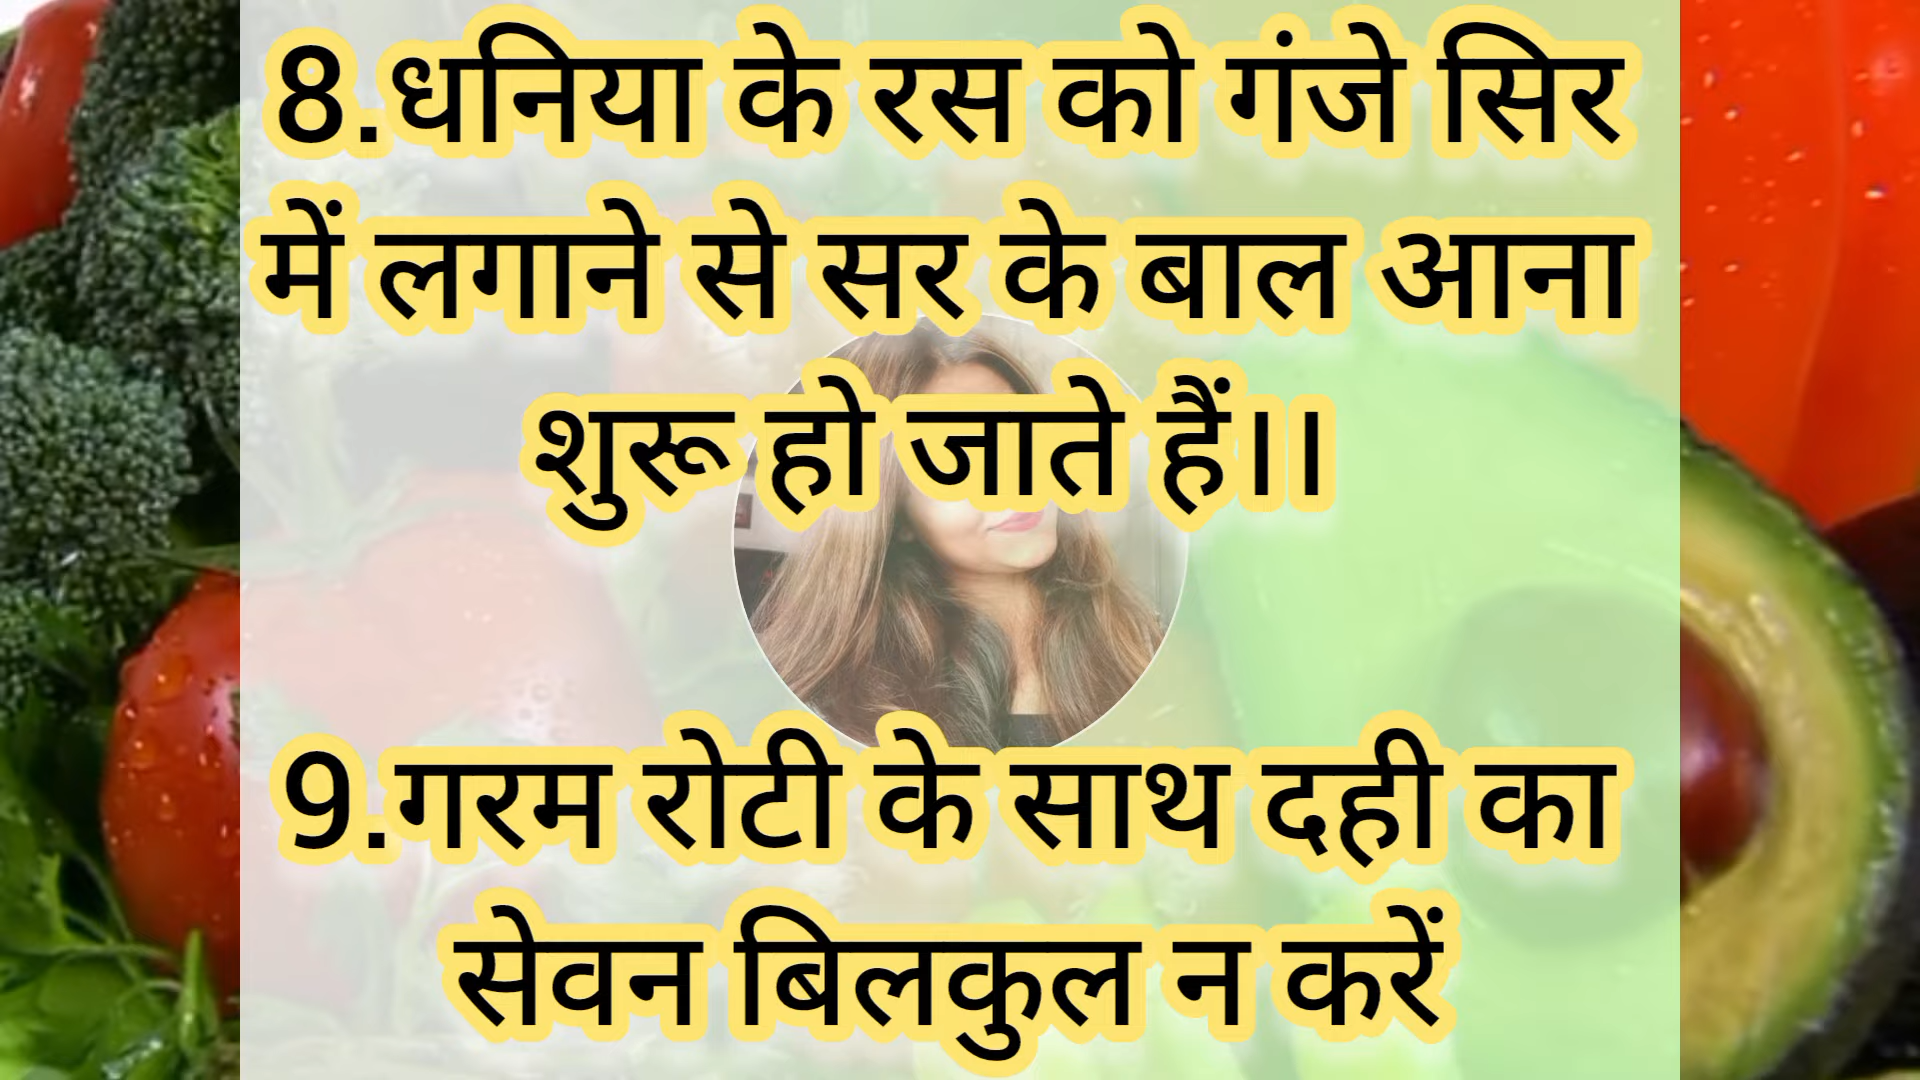 8.धनिया के रस को गंजे सिर
में लगाने से सर के बाल आना
शुरू हो जाते हैं।।
9.गरम रोटी के साथ दही का
सेवन बिलकुल न करें